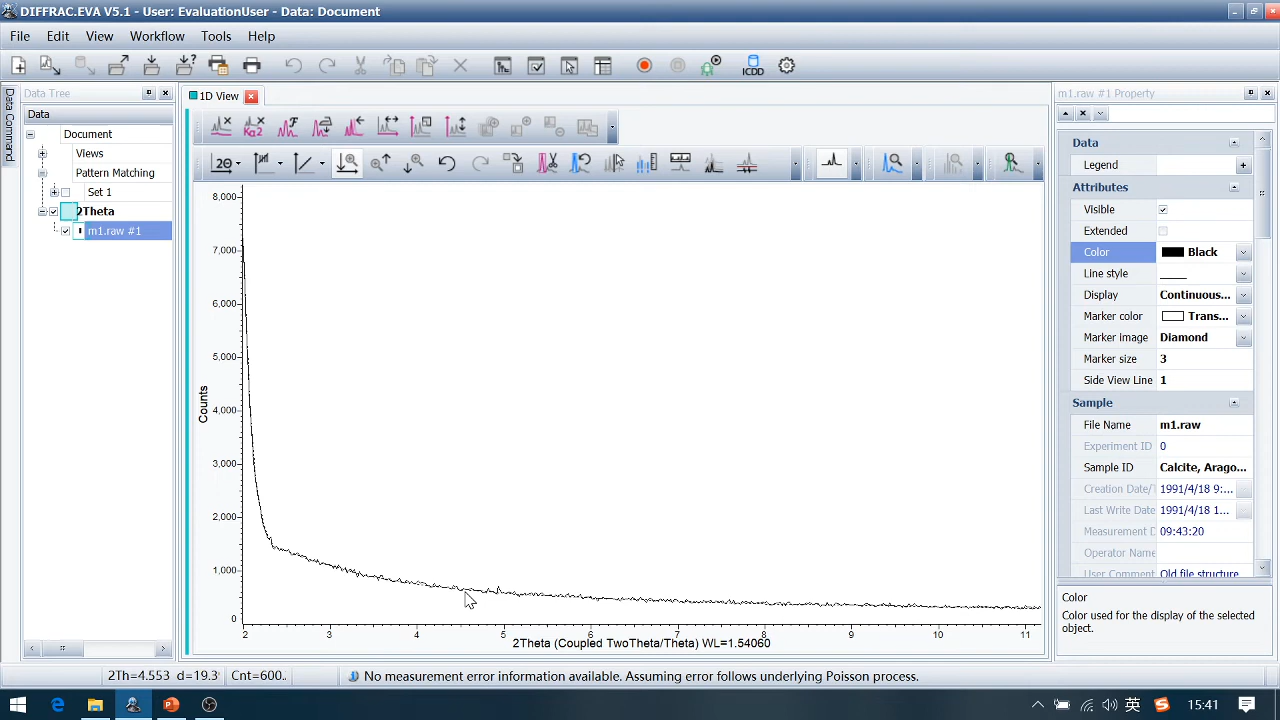 DIFFRAC.EVA V5.1 - User: EvaluationUser - Data: Document
File Edit View Workflow Tools Help
ICDD
Data Command
Data Tree
Data
Document
Views
Pattern Matching
Set 1
2Theta
m1.raw #1
1D View
Kα2
2θ
8,000
7,000
6,000
5,000
4,000
3,000
2,000
1,000
0
Counts
2 3 4 5 6 7 8 9 10 11
2Theta (Coupled TwoTheta/Theta) WL=1.54060
m1.raw #1 Property
Data
Legend
Attributes
Visible
Extended
Color Black
Line style
Display Continuous...
Marker color Trans...
Marker image Diamond
Marker size 3
Side View Line 1
Sample
File Name m1.raw
Experiment ID 0
Sample ID Calcite, Arago...
Creation Date/T 1991/4/18 9:...
Last Write Date 1991/4/18 1...
Measurement D 09:43:20
Operator Name
User Comment Old file structure
Color
Color used for the display of the selected
object.
2Th=4.553 d=19.3 Cnt=600..
No measurement error information available. Assuming error follows underlying Poisson process.
英
15:41